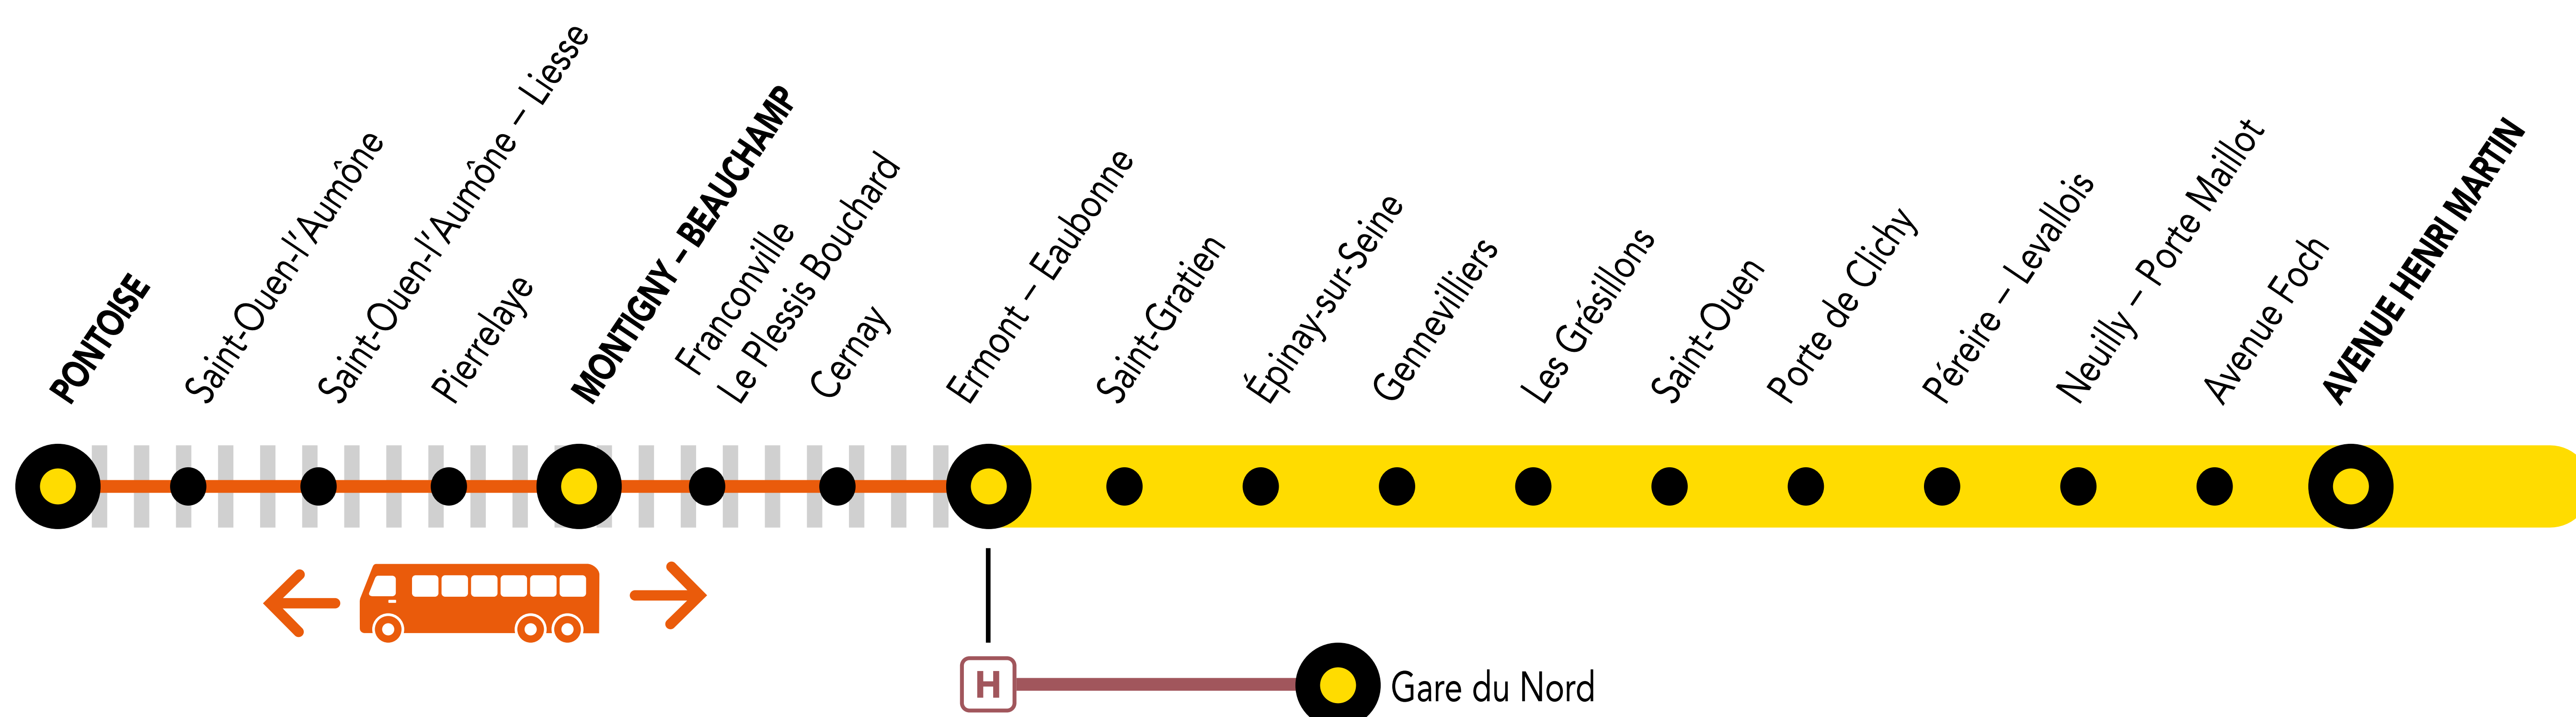 PONTOISE
Saint-Ouen-l'Aumône
Saint-Ouen-l'Aumône – Liesse
Pierrelaye
MONTIGNY – BEAUCHAMP
Franconville
Le Plessis Bouchard
Cernay
Ermont – Eaubonne
Saint-Gratien
Épinay-sur-Seine
Gennevilliers
Les Grésillons
Saint-Ouen
Porte de Clichy
Péreire – Levallois
Neuilly – Porte Maillot
Avenue Foch
AVENUE HENRI MARTIN
H
Gare du Nord